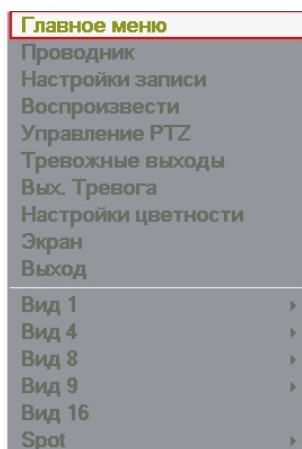 Главное меню
Проводник
Настройки записи
Воспроизвести
Управление PTZ
Тревожные выходы
Вых. Тревога
Настройки цветности
Экран
Выход
Вид 1
Вид 4
Вид 8
Вид 9
Вид 16
Spot